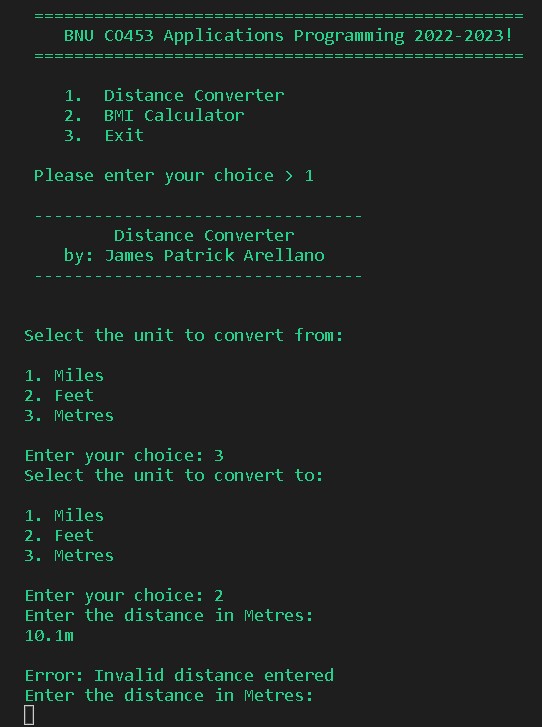 =================================================
BNU CO453 Applications Programming 2022-2023!
=================================================
1. Distance Converter
2. BMI Calculator
3. Exit
Please enter your choice > 1
---------------------------------
Distance Converter
by: James Patrick Arellano
---------------------------------
Select the unit to convert from:
1. Miles
2. Feet
3. Metres
Enter your choice: 3
Select the unit to convert to:
1. Miles
2. Feet
3. Metres
Enter your choice: 2
Enter the distance in Metres:
10.1m
Error: Invalid distance entered
Enter the distance in Metres: